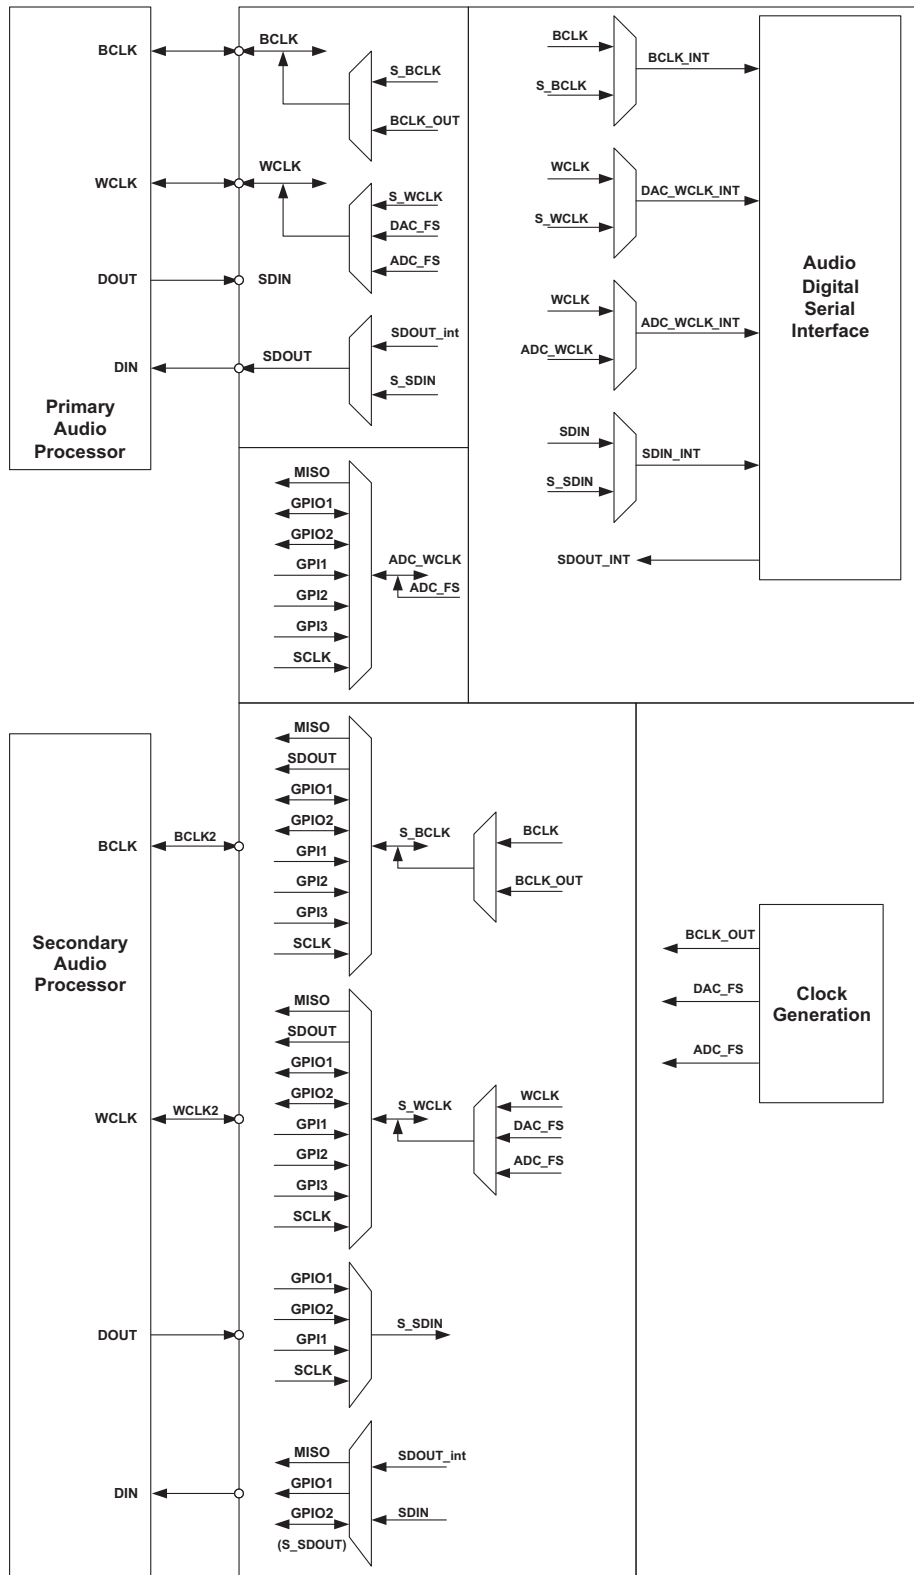 BCLK
WCLK
DOUT
DIN
Primary
Audio
Processor
BCLK
S_BCLK
BCLK_OUT
WCLK
S_WCLK
DAC_FS
ADC_FS
SDIN
SDOUT
SDOUT_int
S_SDIN
BCLK
S_BCLK
BCLK_INT
WCLK
S_WCLK
DAC_WCLK_INT
WCLK
ADC_WCLK
ADC_WCLK_INT
SDIN
S_SDIN
SDIN_INT
SDOUT_INT
Audio
Digital
Serial
Interface
MISO
GPIO1
GPIO2
GPI1
GPI2
GPI3
SCLK
ADC_WCLK
ADC_FS
BCLK
BCLK2
Secondary
Audio
Processor
WCLK
WCLK2
DOUT
DIN
MISO
SDOUT
GPIO1
GPIO2
GPI1
GPI2
GPI3
SCLK
S_BCLK
BCLK
BCLK_OUT
MISO
SDOUT
GPIO1
GPIO2
GPI1
GPI2
GPI3
SCLK
S_WCLK
WCLK
DAC_FS
ADC_FS
GPIO1
GPIO2
GPI1
SCLK
S_SDIN
MISO
GPIO1
GPIO2
(S_SDOUT)
SDOUT_int
SDIN
BCLK_OUT
DAC_FS
ADC_FS
Clock
Generation